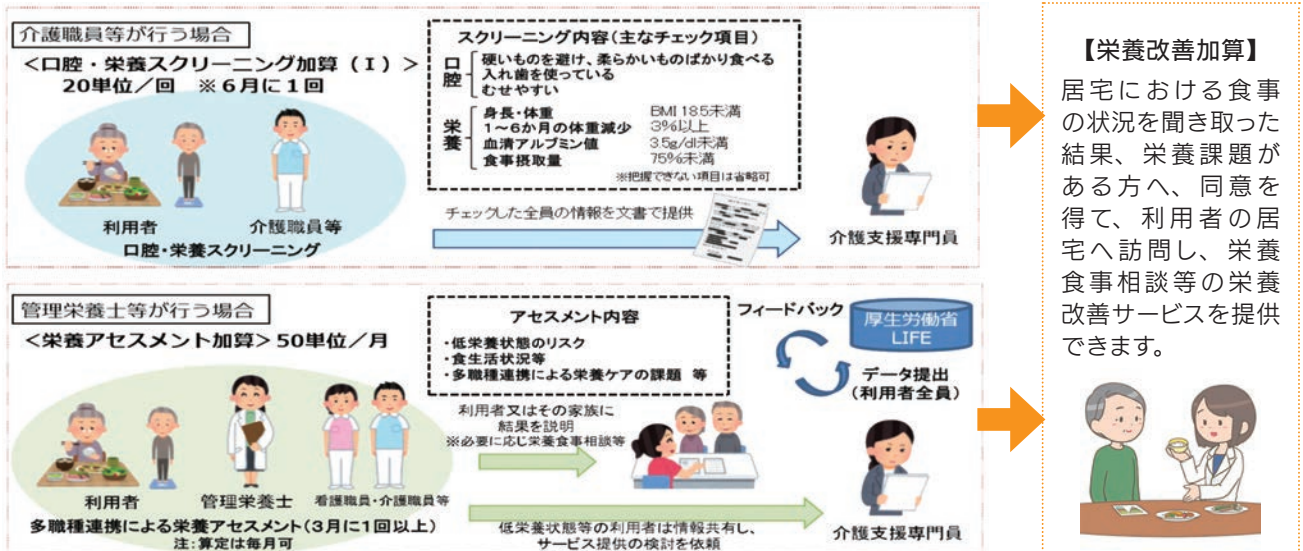 介護職員等が行う場合
＜口腔・栄養スクリーニング加算（Ⅰ）＞
20単位／回　※６月に１回
利用者
介護職員等
口腔・栄養スクリーニング
スクリーニング内容（主なチェック項目）
口腔
硬いものを避け、柔らかいものばかり食べる
入れ歯を使っている
むせやすい
栄養
身長・体重　BMI 18.5未満
1～6か月の体重減少　3%以上
血清アルブミン値　3.5g/dl未満
食事摂取量　75%未満
※把握できない項目は省略可
チェックした全員の情報を文書で提供
介護支援専門員
管理栄養士等が行う場合
＜栄養アセスメント加算＞50単位／月
利用者
管理栄養士
看護職員・介護職員等
多職種連携による栄養アセスメント（3月に1回以上）
注：算定は毎月可
アセスメント内容
・低栄養状態のリスク
・食生活状況等
・多職種連携による栄養ケアの課題　等
フィードバック
厚生労働省
LIFE
データ提出
（利用者全員）
利用者又はその家族に
結果を説明
※必要に応じ栄養食事相談等
低栄養状態等の利用者は情報共有し、
サービス提供の検討を依頼
介護支援専門員
【栄養改善加算】
居宅における食事
の状況を聞き取った
結果、栄養課題が
ある方へ、同意を
得て、利用者の居
宅へ訪問し、栄養
食事相談等の栄養
改善サービスを提供
できます。